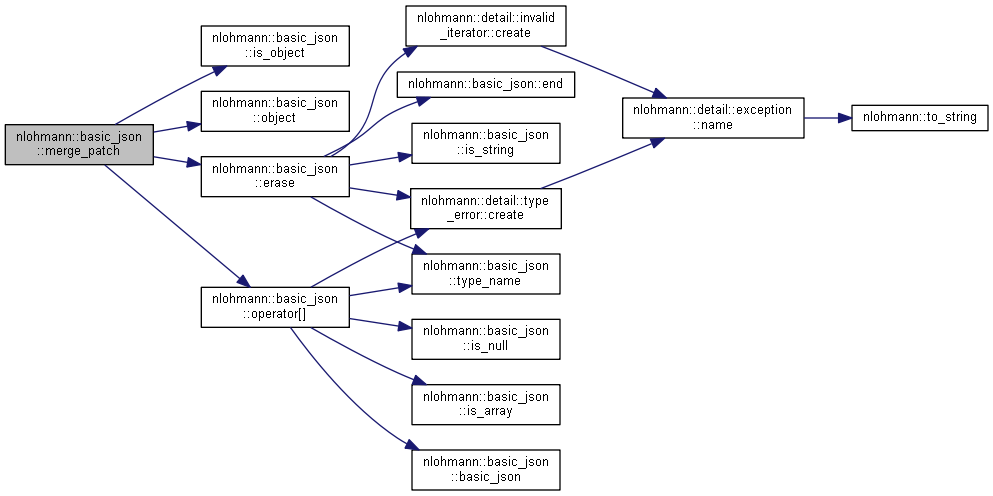 nlohmann::basic_json
::merge_patch
nlohmann::basic_json
::is_object
nlohmann::basic_json
::object
nlohmann::basic_json
::erase
nlohmann::basic_json
::operator[]
nlohmann::detail::invalid
_iterator::create
nlohmann::basic_json::end
nlohmann::basic_json
::is_string
nlohmann::detail::type
_error::create
nlohmann::basic_json
::type_name
nlohmann::basic_json
::is_null
nlohmann::basic_json
::is_array
nlohmann::basic_json
::basic_json
nlohmann::detail::exception
::name
nlohmann::to_string